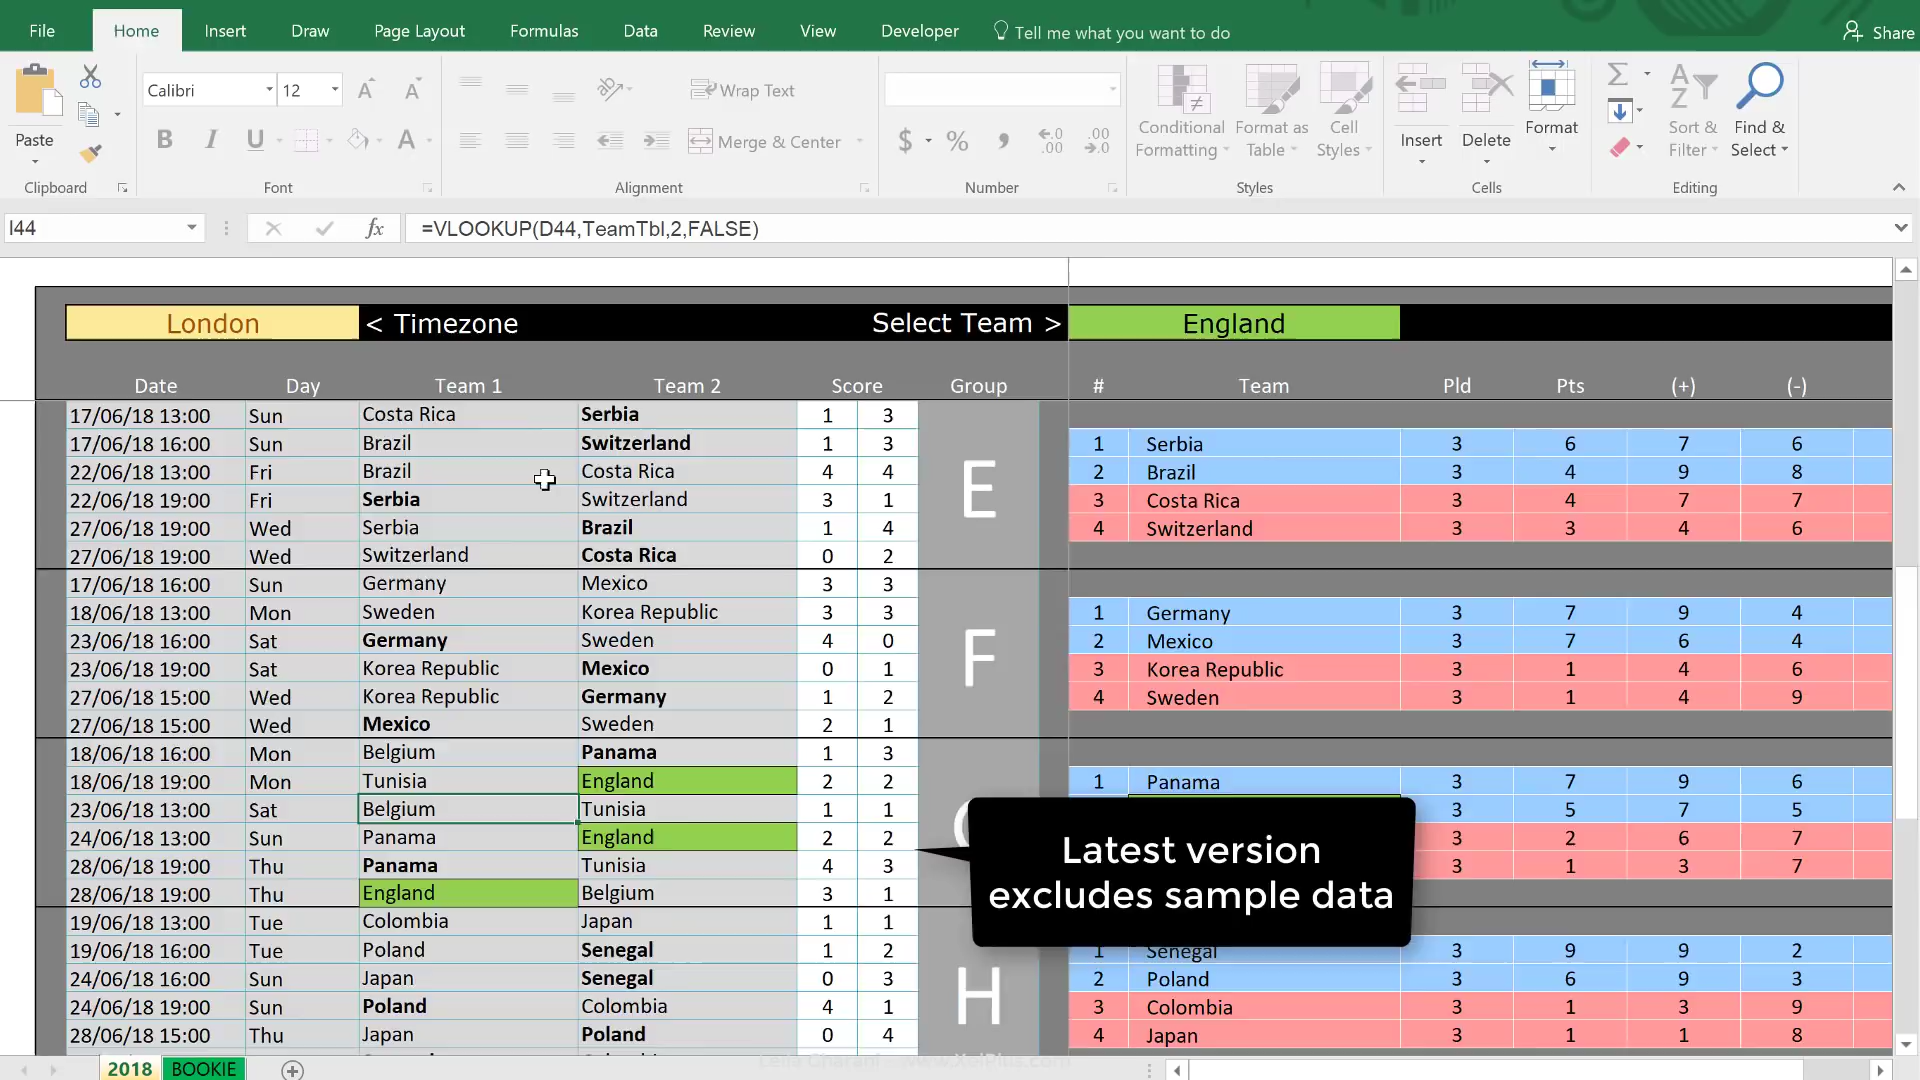 File Home Insert Draw Page Layout Formulas Data Review View Developer Tell me what you want to do Share
Calibri 12 Wrap Text
Paste B I U A Merge & Center $ % , Conditional Formatting Format as Table Cell Styles Insert Delete Format Sort & Filter Find & Select
Clipboard Font Alignment Number Styles Cells Editing
I44 fx =VLOOKUP(D44,TeamTbl,2,FALSE)
London < Timezone Select Team > England
Date Day Team 1 Team 2 Score Group # Team Pld Pts (+) (-)
17/06/18 13:00 Sun Costa Rica Serbia 1 3
17/06/18 16:00 Sun Brazil Switzerland 1 3 1 Serbia 3 6 7 6
22/06/18 13:00 Fri Brazil Costa Rica 4 4 E 2 Brazil 3 4 9 8
22/06/18 19:00 Fri Serbia Switzerland 3 1 3 Costa Rica 3 4 7 7
27/06/18 19:00 Wed Serbia Brazil 1 4 4 Switzerland 3 3 4 6
27/06/18 19:00 Wed Switzerland Costa Rica 0 2
17/06/18 16:00 Sun Germany Mexico 3 3
18/06/18 13:00 Mon Sweden Korea Republic 3 3 1 Germany 3 7 9 4
23/06/18 16:00 Sat Germany Sweden 4 0 F 2 Mexico 3 7 6 4
23/06/18 19:00 Sat Korea Republic Mexico 0 1 3 Korea Republic 3 1 4 6
27/06/18 15:00 Wed Korea Republic Germany 1 2 4 Sweden 3 1 4 9
27/06/18 15:00 Wed Mexico Sweden 2 1
18/06/18 16:00 Mon Belgium Panama 1 3
18/06/18 19:00 Mon Tunisia England 2 2 1 Panama 3 7 9 6
23/06/18 13:00 Sat Belgium Tunisia 1 1 3 5 7 5
24/06/18 13:00 Sun Panama England 2 2 3 2 6 7
28/06/18 19:00 Thu Panama Tunisia 4 3 3 1 3 7
28/06/18 19:00 Thu England Belgium 3 1
Latest version
excludes sample data
19/06/18 13:00 Tue Colombia Japan 1 1
19/06/18 16:00 Tue Poland Senegal 1 2 1 Senegal 3 9 9 2
24/06/18 16:00 Sun Japan Senegal 0 3 2 Poland 3 6 9 3
24/06/18 19:00 Sun Poland Colombia 4 1 H 3 Colombia 3 1 3 9
28/06/18 15:00 Thu Japan Poland 0 4 4 Japan 3 1 1 8
2018 BOOKIE